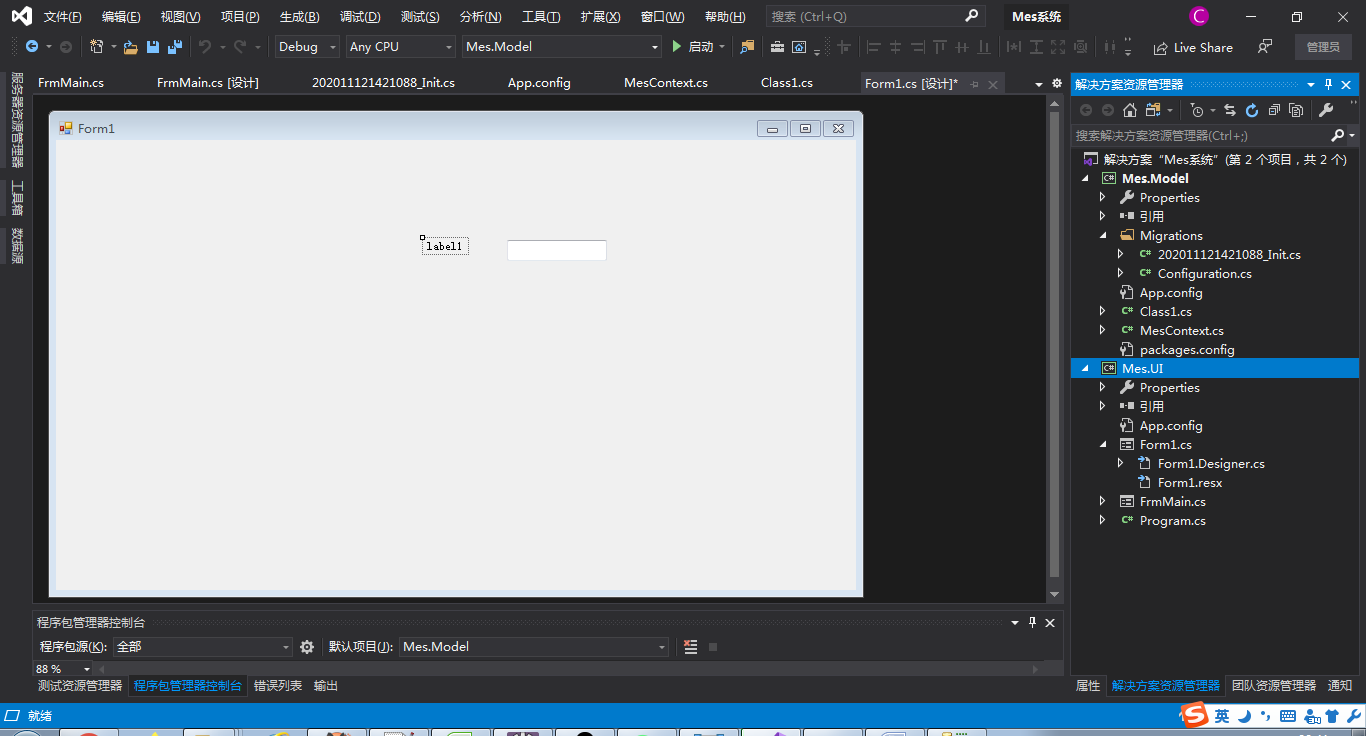 文件(F) 编辑(E) 视图(V) 项目(P) 生成(B) 调试(D) 测试(S) 分析(N) 工具(T) 扩展(X) 窗口(W) 帮助(H) 搜索 (Ctrl+Q) Mes系统 C
Debug Any CPU Mes.Model 启动 Live Share 管理员
服务器资源管理器
工具箱
数据源
FrmMain.cs FrmMain.cs [设计] 202011121421088_Init.cs App.config MesContext.cs Class1.cs Form1.cs [设计]*
Form1
label1
程序包管理器控制台
程序包源(K): 全部 默认项目(J): Mes.Model
88 %
测试资源管理器 程序包管理器控制台 错误列表 输出
解决方案资源管理器
搜索解决方案资源管理器(Ctrl+;)
解决方案“Mes系统”(第 2 个项目，共 2 个)
C# Mes.Model
Properties
引用
Migrations
C# 202011121421088_Init.cs
C# Configuration.cs
App.config
C# Class1.cs
C# MesContext.cs
packages.config
C# Mes.UI
Properties
引用
App.config
Form1.cs
Form1.Designer.cs
Form1.resx
FrmMain.cs
C# Program.cs
属性 解决方案资源管理器 团队资源管理器 通知
就绪
S 英